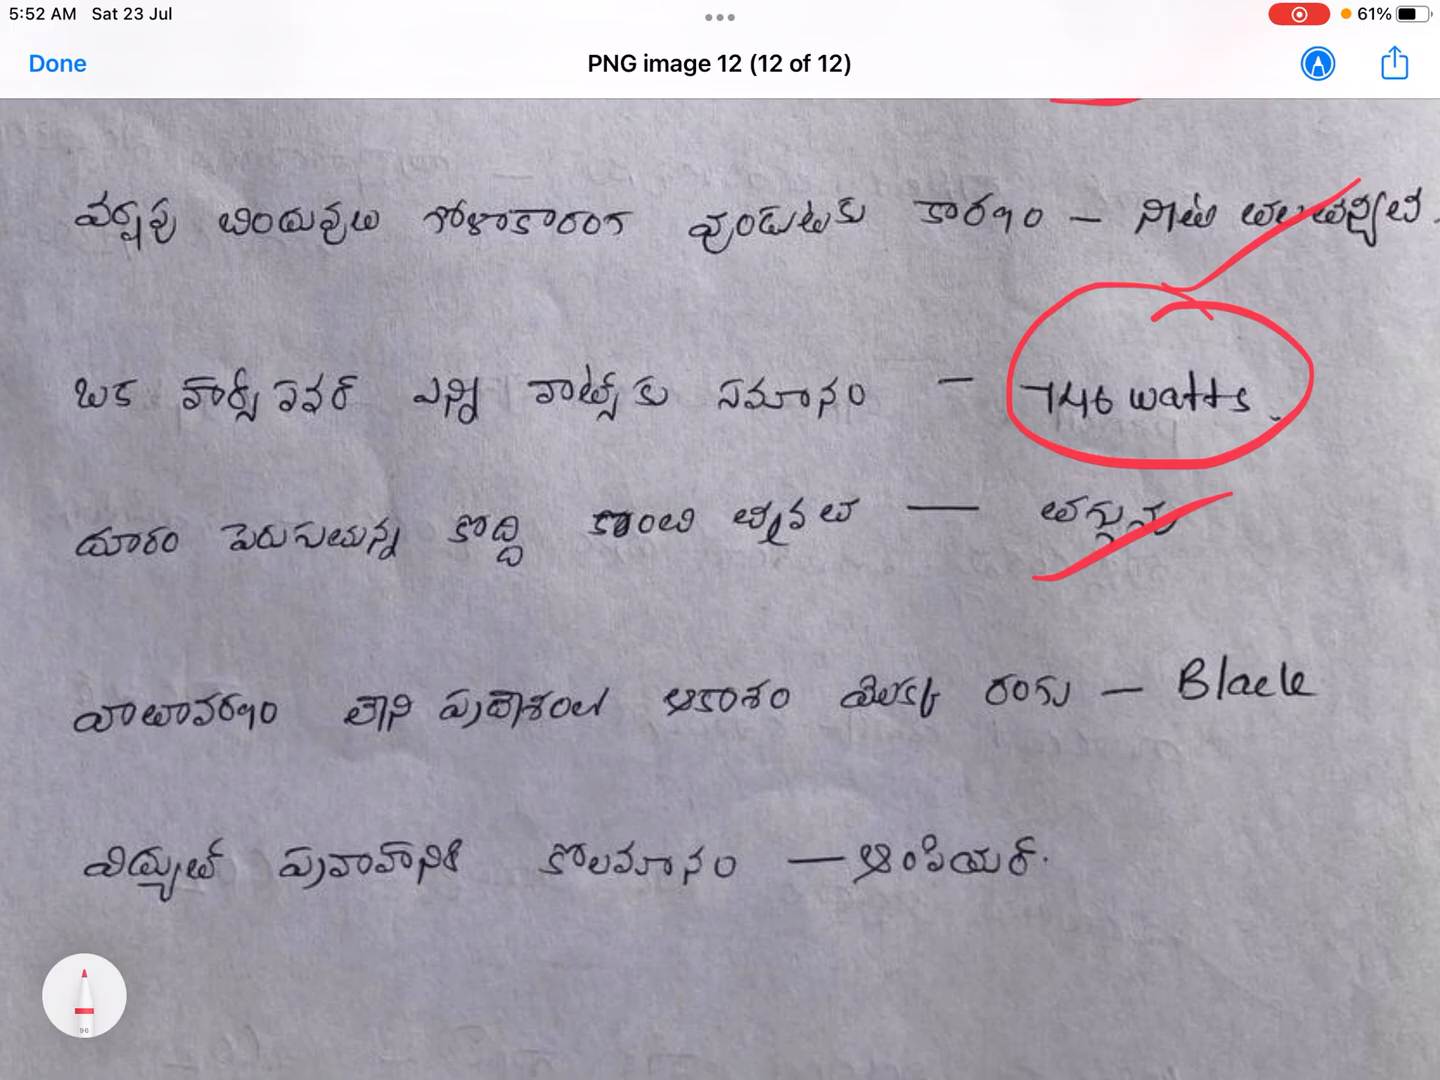 5:52 AM Sat 23 Jul
61%
Done
PNG image 12 (12 of 12)
వర్షపు బిందువులు గోళాకారంగ వుండుటకు కారణం – నీటి తలతన్యత
ఒక హార్స్ పవర్ ఎన్ని వాట్స్ కు సమానం – 746 watts.
దూరం పెరుగుతున్న కొద్ది కాంతి తీవ్రత — తగ్గును
వాతావరణం లేని ప్రదేశంలో ఆకాశం యొక్క రంగు – Black
విద్యుత్ ప్రవాహానికి కొలమానం — ఆంపియర్.
96